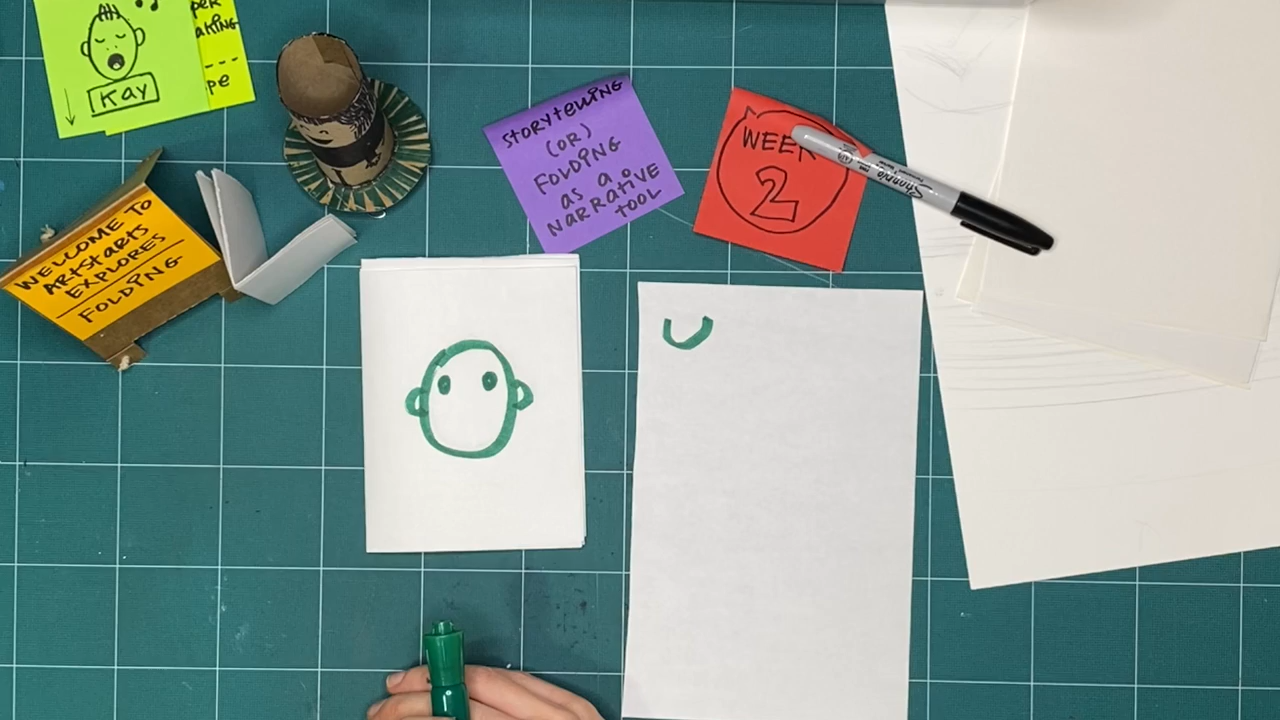 KAY
per
aKiNG
pe
WELCOME TO
ARTSTARTS
EXPLORES
FOLDiNG
STORYTELLiNG
(OR)
FOLDiNG
as a
NARRATiVE
TOOL
WEEK
2
Sharpie